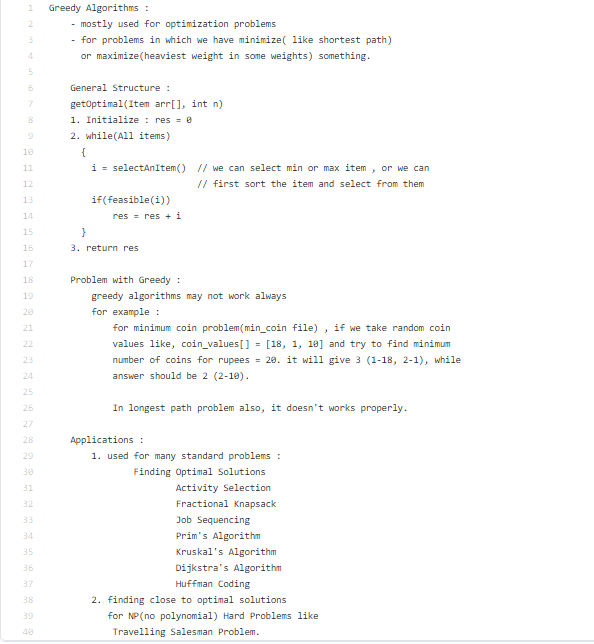 1 Greedy Algorithms :
2 - mostly used for optimization problems
3 - for problems in which we have minimize( like shortest path)
4 or maximize(heaviest weight in some weights) something.
5
6 General Structure :
7 getOptimal(Item arr[], int n)
8 1. Initialize : res = 0
9 2. while(All items)
10 {
11 i = selectAnItem() // we can select min or max item , or we can
12 // first sort the item and select from them
13 if(feasible(i))
14 res = res + i
15 }
16 3. return res
17
18 Problem with Greedy :
19 greedy algorithms may not work always
20 for example :
21 for minimum coin problem(min_coin file) , if we take random coin
22 values like, coin_values[] = [18, 1, 10] and try to find minimum
23 number of coins for rupees = 20. it will give 3 (1-18, 2-1), while
24 answer should be 2 (2-10).
25
26 In longest path problem also, it doesn't works properly.
27
28 Applications :
29 1. used for many standard problems :
30 Finding Optimal Solutions
31 Activity Selection
32 Fractional Knapsack
33 Job Sequencing
34 Prim's Algorithm
35 Kruskal's Algorithm
36 Dijkstra's Algorithm
37 Huffman Coding
38 2. finding close to optimal solutions
39 for NP(no polynomial) Hard Problems like
40 Travelling Salesman Problem.